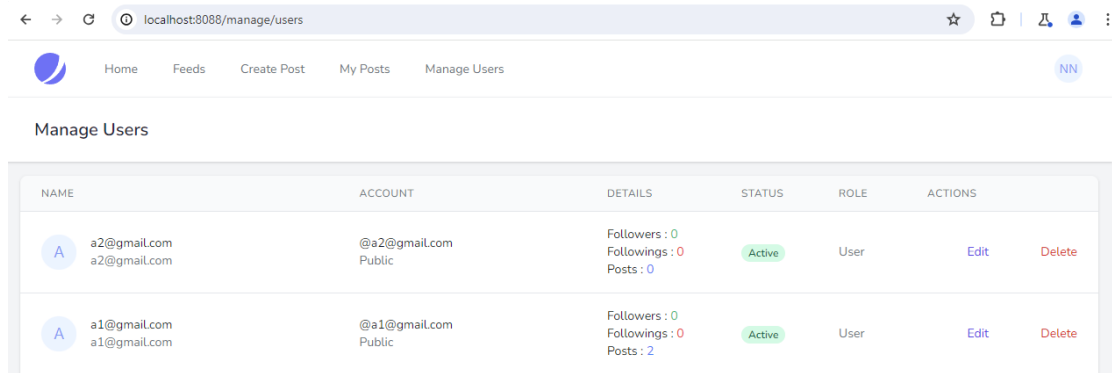 localhost:8088/manage/users
Home Feeds Create Post My Posts Manage Users NN
Manage Users
NAME ACCOUNT DETAILS STATUS ROLE ACTIONS
A
a2@gmail.com
a2@gmail.com
@a2@gmail.com
Public
Followers : 0
Followings : 0
Posts : 0
Active
User
Edit
Delete
A
a1@gmail.com
a1@gmail.com
@a1@gmail.com
Public
Followers : 0
Followings : 0
Posts : 2
Active
User
Edit
Delete